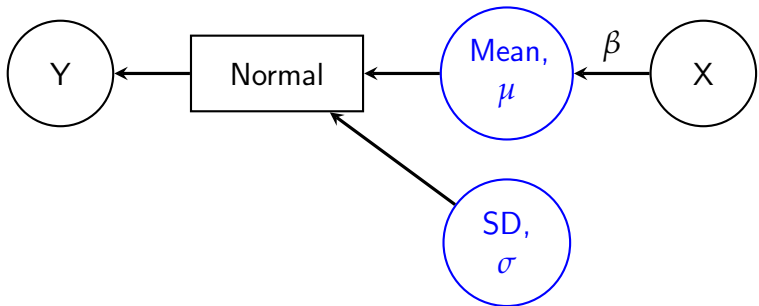 Y
Normal
Mean,
μ
β
X
SD,
σ